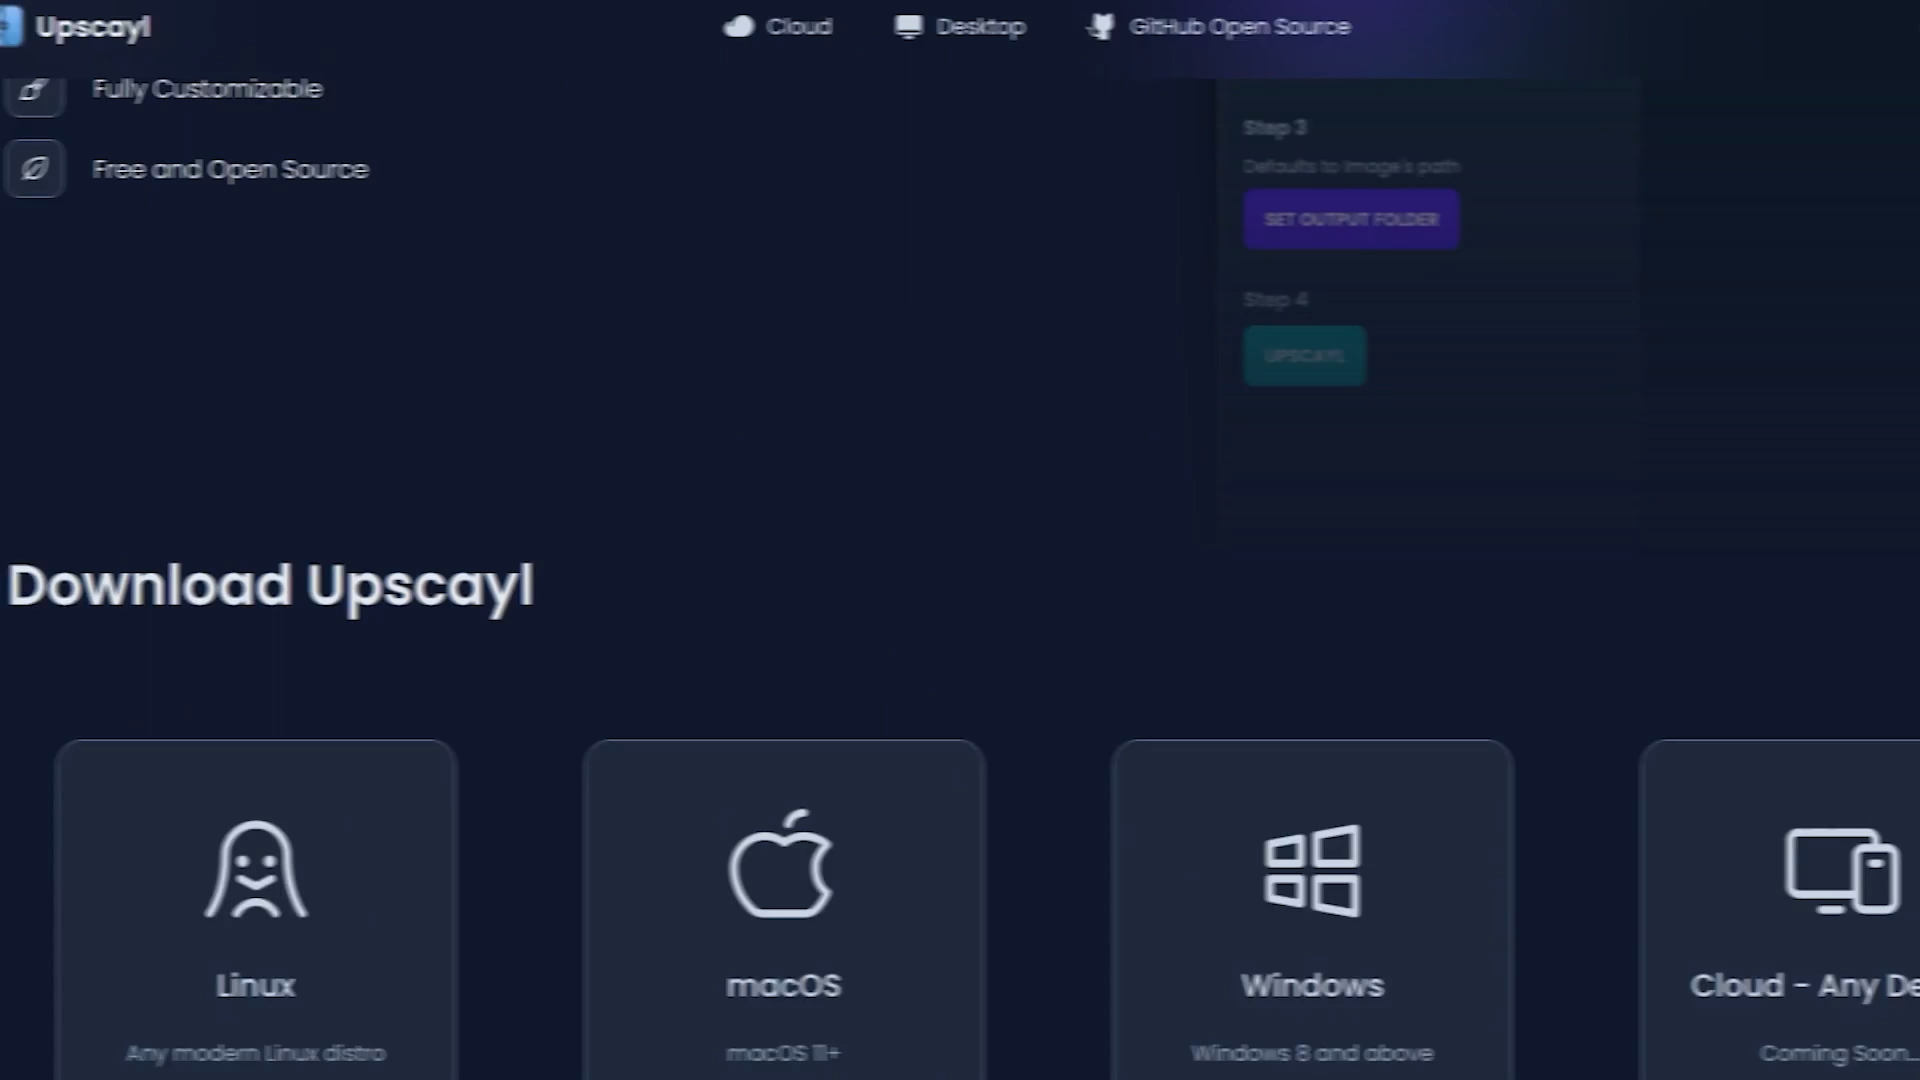 Upscayl
Cloud
Desktop
GitHub Open Source
Fully Customizable
Free and Open Source
Step 3
Defaults to Image's path
SET OUTPUT FOLDER
Step 4
UPSCAYL
Download Upscayl
Linux
Any modern Linux distro
macOS
macOS 11+
Windows
Windows 8 and above
Cloud - Any De
Coming Soon...